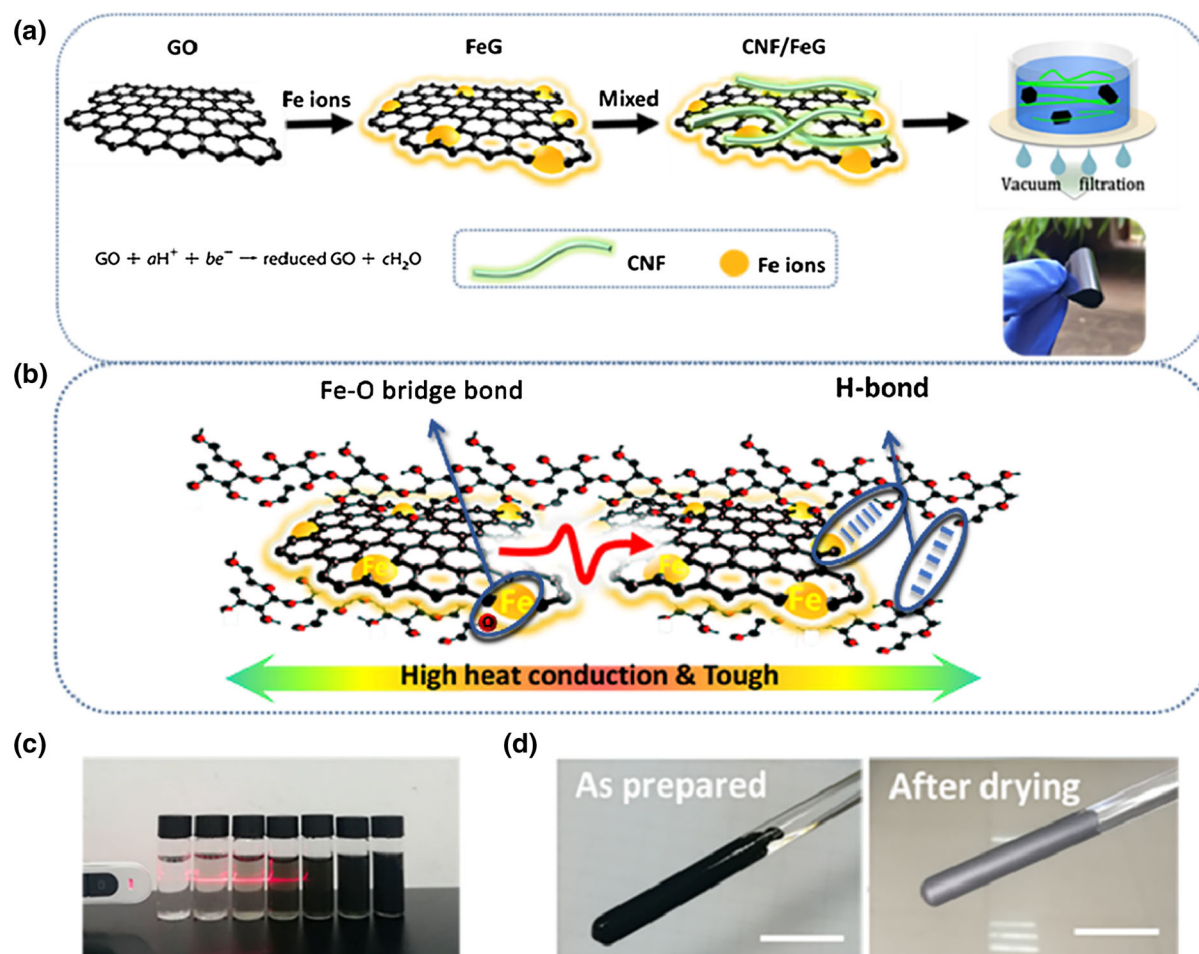 (a)
GO
FeG
CNF/FeG
Fe ions
Mixed
Vacuum filtration
GO + aH⁺ + be⁻ → reduced GO + cH₂O
CNF
Fe ions
(b)
Fe-O bridge bond
H-bond
Fe
Fe
O
Fe
Fe
High heat conduction & Tough
(c)
(d)
As prepared
After drying